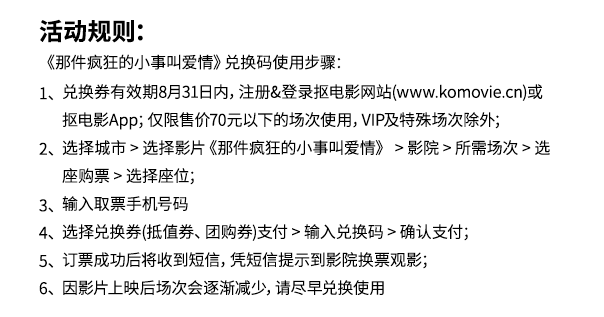 活动规则:
《那件疯狂的小事叫爱情》兑换码使用步骤:
1、兑换券有效期8月31日内, 注册&登录抠电影网站(www.komovie.cn)或
抠电影App; 仅限售价70元以下的场次使用, VIP及特殊场次除外;
2、选择城市 > 选择影片《那件疯狂的小事叫爱情》 > 影院 > 所需场次 > 选
座购票 > 选择座位;
3、输入取票手机号码
4、选择兑换券(抵值券、团购券)支付 > 输入兑换码 > 确认支付;
5、订票成功后将收到短信, 凭短信提示到影院换票观影;
6、因影片上映后场次会逐渐减少, 请尽早兑换使用